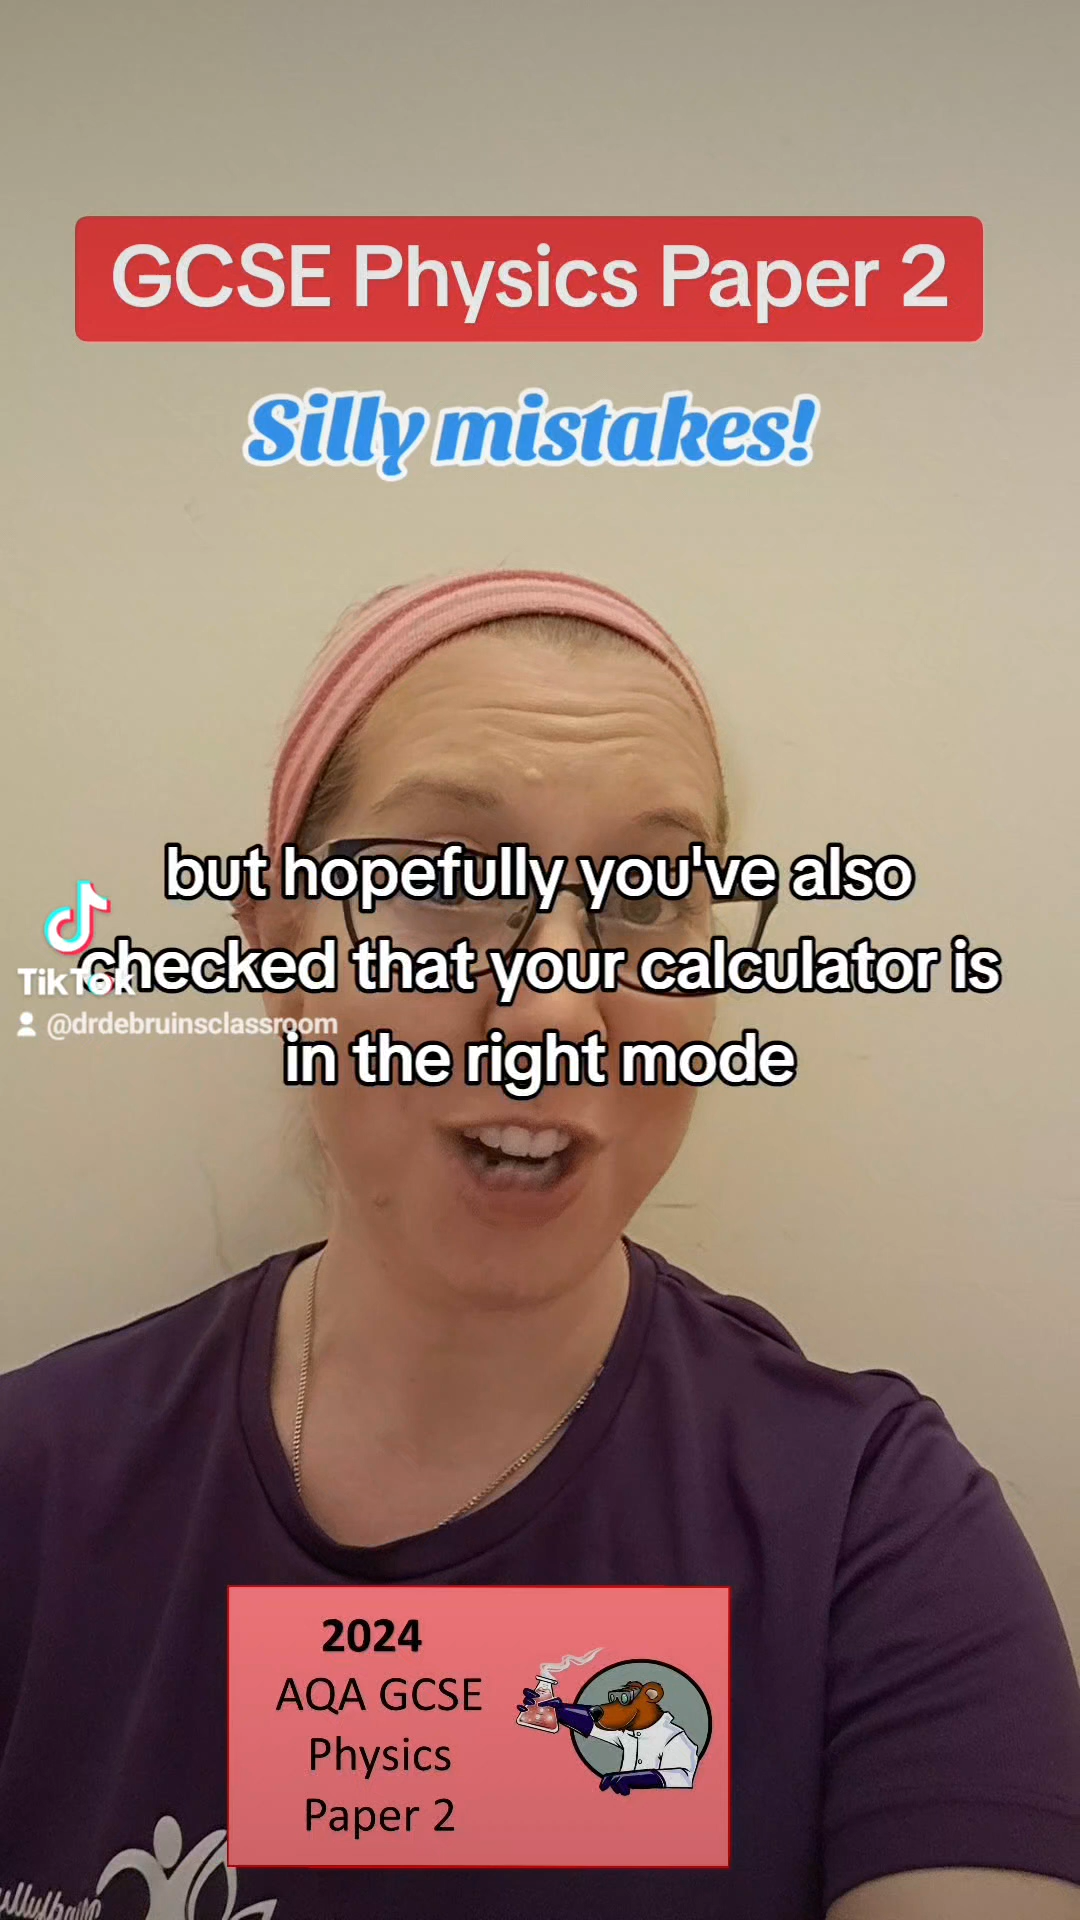 GCSE Physics Paper 2
Silly mistakes!
but hopefully you've also
checked that your calculator is
in the right mode
TikTok
@drdebruinsclassroom
2024
AQA GCSE
Physics
Paper 2